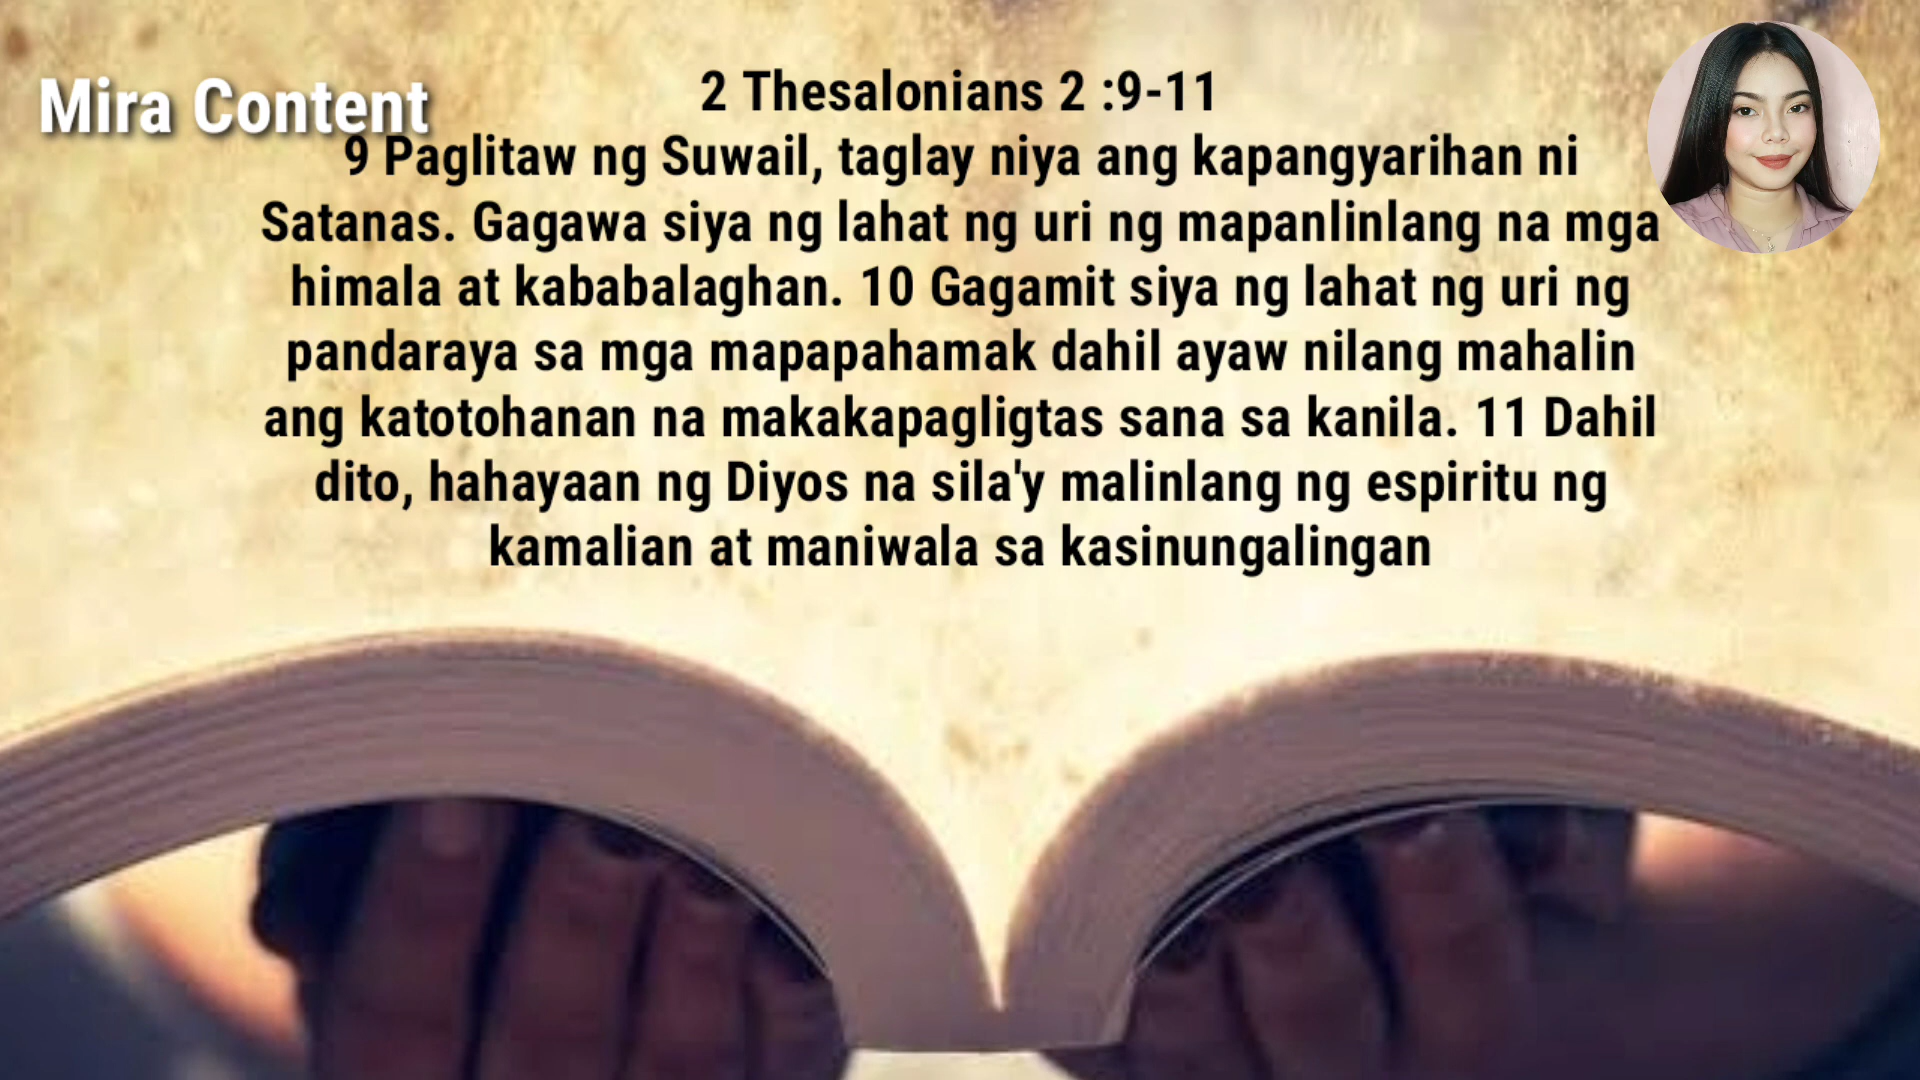 Mira Content
2 Thesalonians 2 :9-11
9 Paglitaw ng Suwail, taglay niya ang kapangyarihan ni
Satanas. Gagawa siya ng lahat ng uri ng mapanlinlang na mga
himala at kababalaghan. 10 Gagamit siya ng lahat ng uri ng
pandaraya sa mga mapapahamak dahil ayaw nilang mahalin
ang katotohanan na makakapagligtas sana sa kanila. 11 Dahil
dito, hahayaan ng Diyos na sila'y malinlang ng espiritu ng
kamalian at maniwala sa kasinungalingan